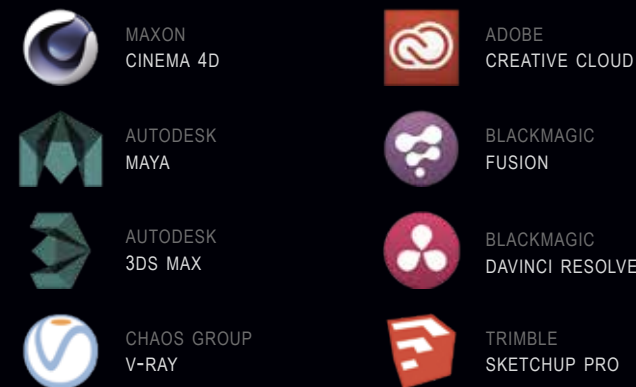 MAXON
CINEMA 4D
AUTODESK
MAYA
AUTODESK
3DS MAX
CHAOS GROUP
V-RAY
ADOBE
CREATIVE CLOUD
BLACKMAGIC
FUSION
BLACKMAGIC
DAVINCI RESOLVE
TRIMBLE
SKETCHUP PRO